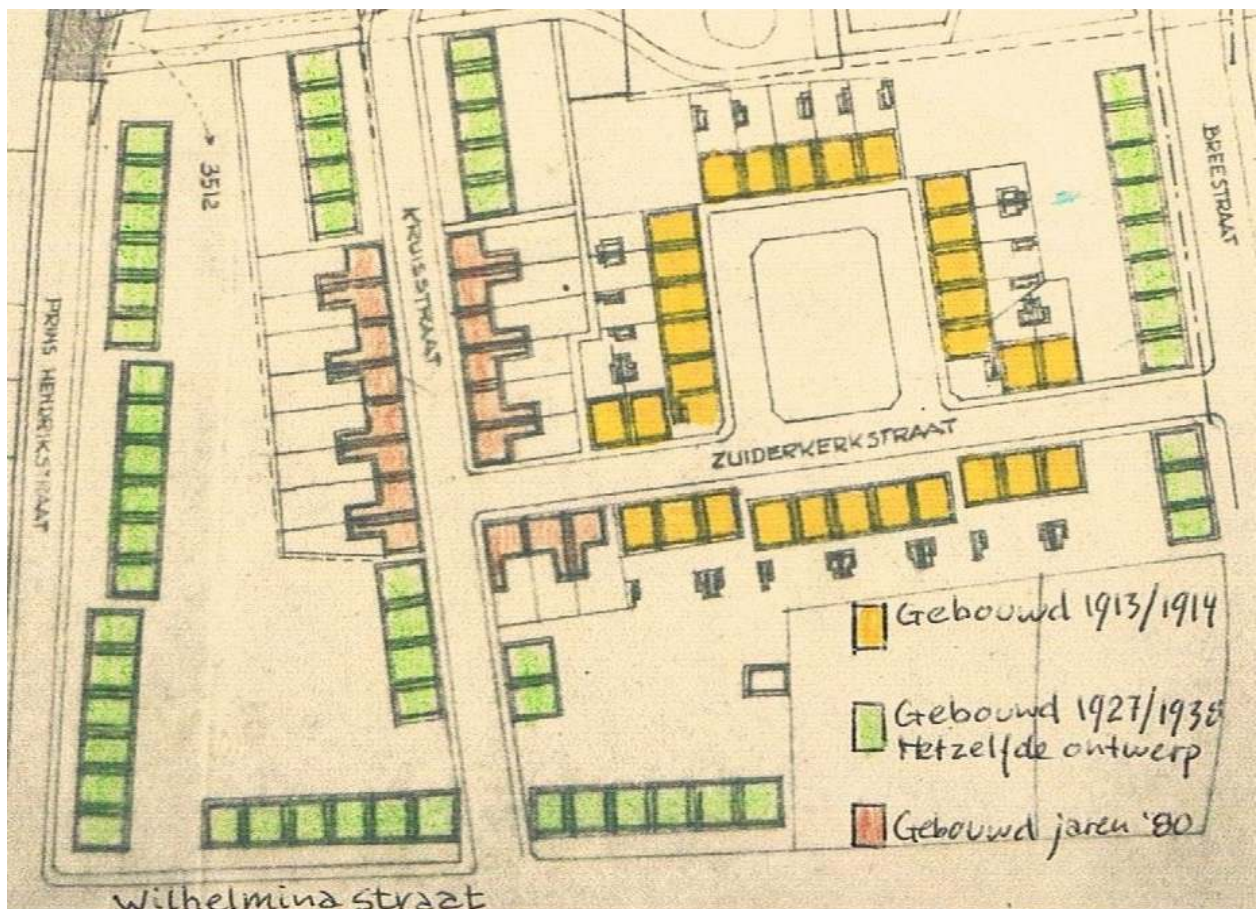 3512
KRUISSTRAAT
BREESTRAAT
PRINS HENDRIKSTRAAT
ZUIDERKERKSTRAAT
Gebouwd 1913/1914
Gebouwd 1927/1938
Hetzelfde ontwerp
Gebouwd jaren '80
Wilhelmina straat